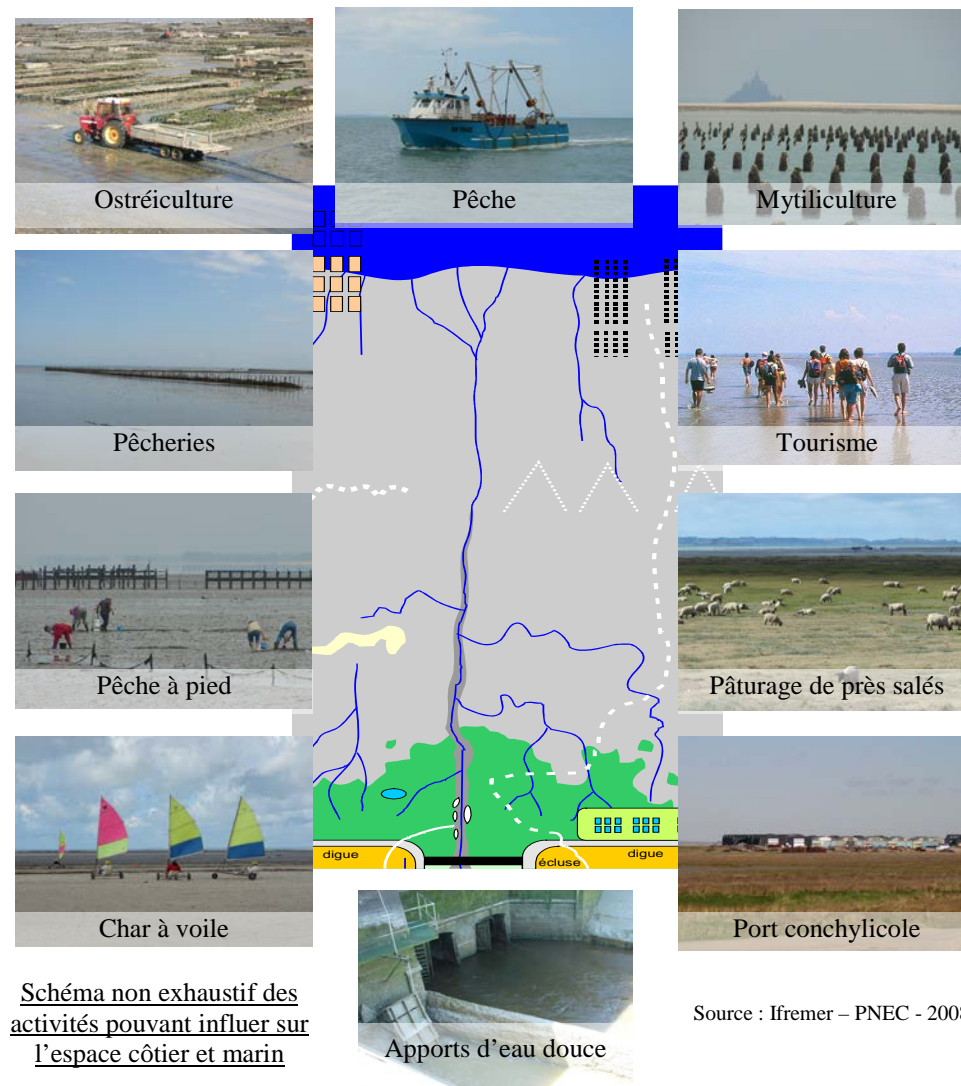 Ostréiculture
Pêche
Mytiliculture
Pêcheries
Tourisme
Pêche à pied
Pâturage de près salés
digue
écluse
digue
Char à voile
Port conchylicole
Schéma non exhaustif des
activités pouvant influer sur
l'espace côtier et marin
Apports d'eau douce
Source : Ifremer – PNEC - 2008